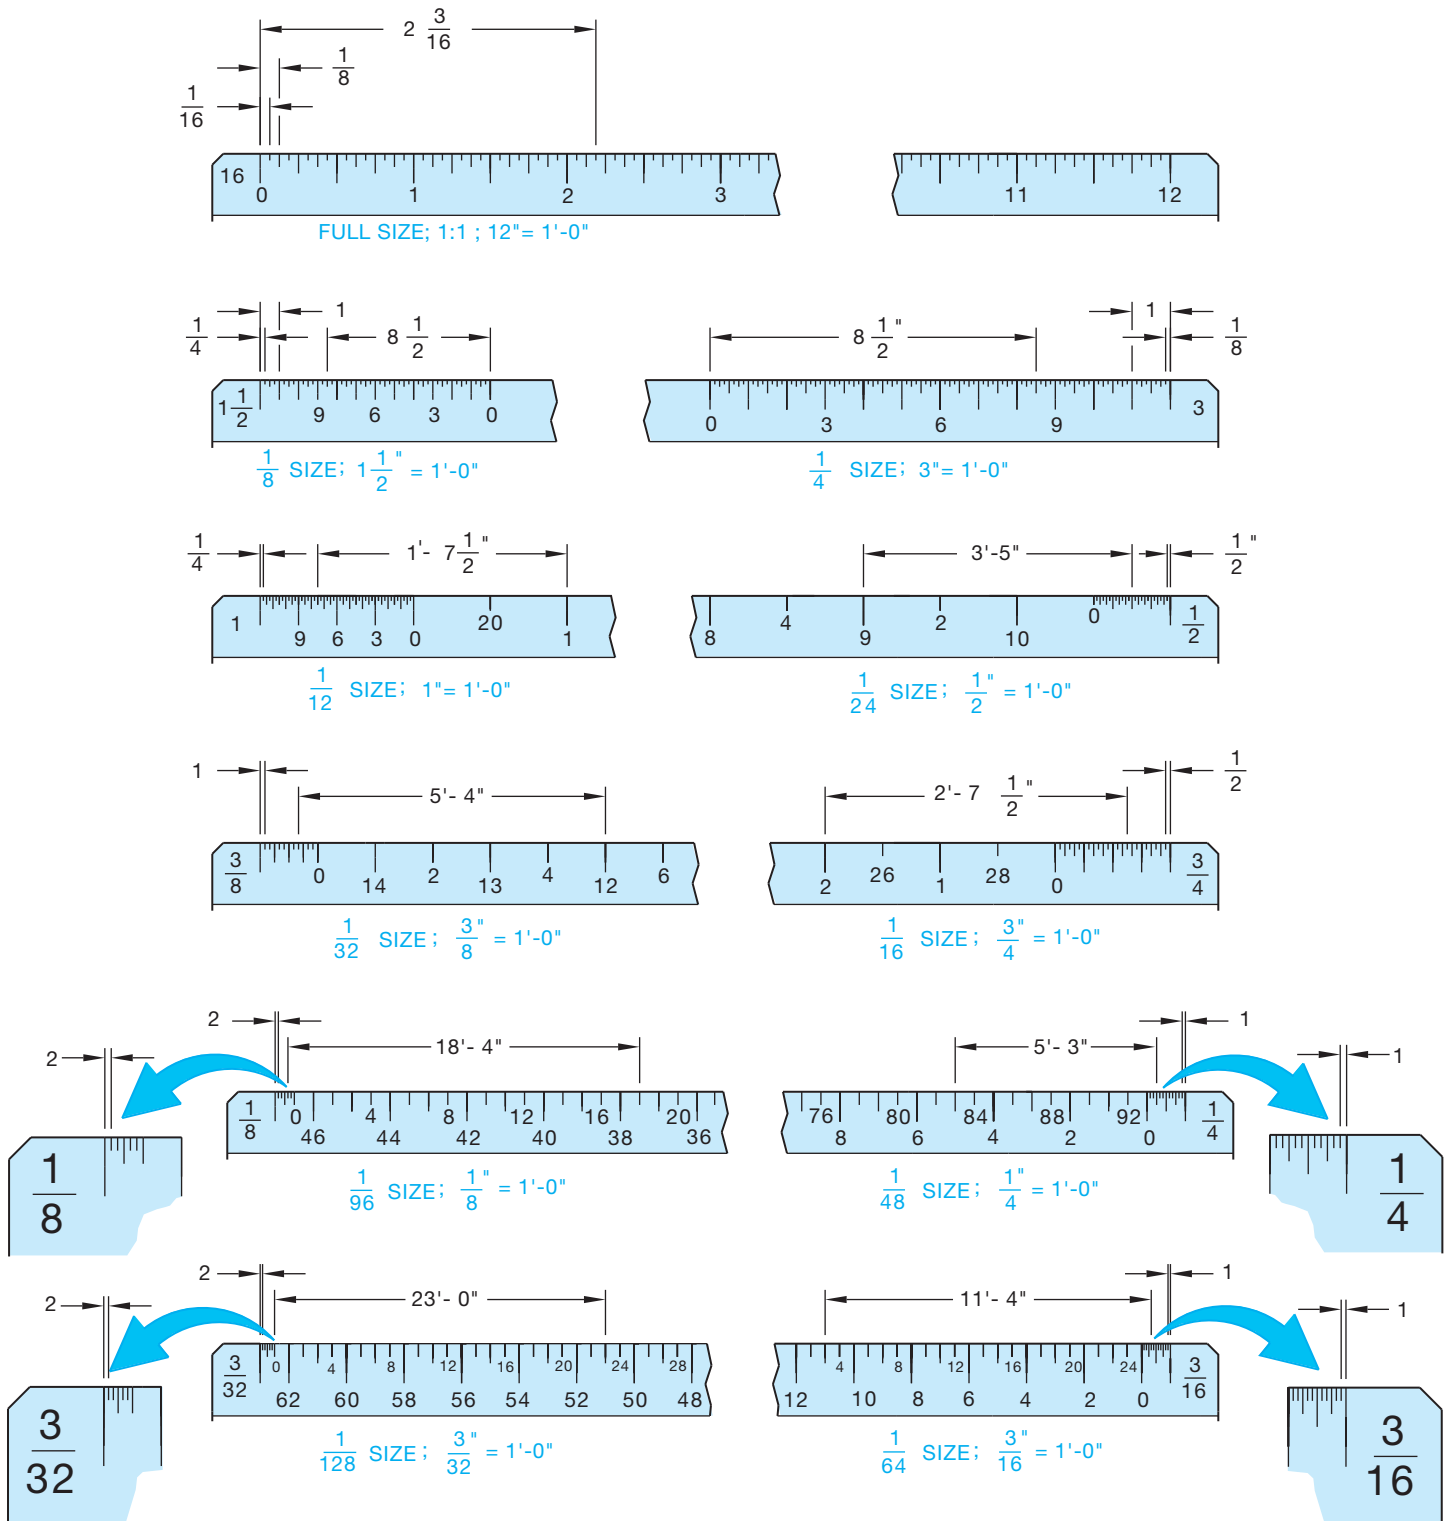 2 3/16
1/8
1/16
16 0 1 2 3 11 12
FULL SIZE; 1:1 ; 12"= 1'-0"
1 1
1/4 8 1/2 8 1/2" 1/8
1 1/2 9 6 3 0 0 3 6 9 3
1/8 SIZE; 1 1/2" = 1'-0" 1/4 SIZE; 3"= 1'-0"
1/4 1'- 7 1/2" 3'-5" 1/2"
1 9 6 3 0 20 1 8 4 9 2 10 0 1/2
1/12 SIZE; 1"= 1'-0" 1/24 SIZE; 1/2" = 1'-0"
1 5'- 4" 2'- 7 1/2" 1/2
3/8 0 14 2 13 4 12 6 2 26 1 28 0 3/4
1/32 SIZE; 3/8" = 1'-0" 1/16 SIZE; 3/4" = 1'-0"
2 1
2 18'- 4" 5'- 3" 1
1/8 0 4 8 12 16 20 76 80 84 88 92 1/4
46 44 42 40 38 36 8 6 4 2 0
1/8 1/4
1/96 SIZE; 1/8" = 1'-0" 1/48 SIZE; 1/4" = 1'-0"
2 1
2 23'- 0" 11'- 4" 1
3/32 0 4 8 12 16 20 24 28 4 8 12 16 20 24 3/16
62 60 58 56 54 52 50 48 12 10 8 6 4 2 0
3/32 3/16
1/128 SIZE; 3/32" = 1'-0" 1/64 SIZE; 3/16" = 1'-0"